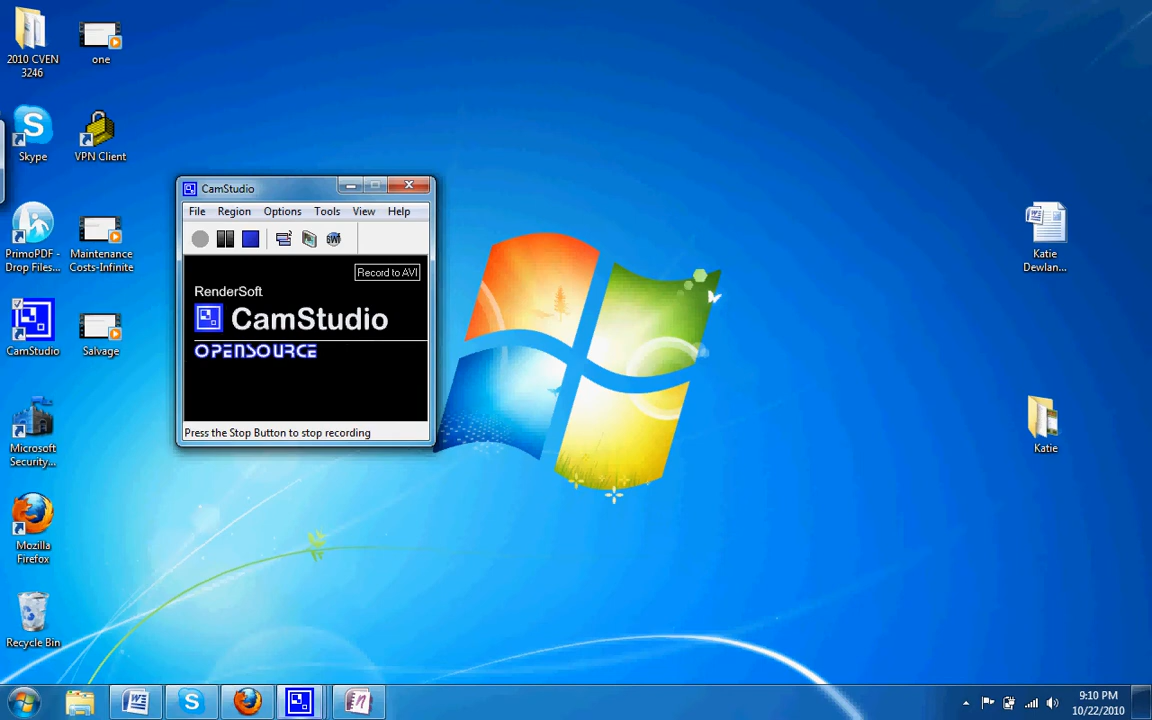 2010 CVEN
3246
one
Skype
VPN Client
PrimoPDF -
Drop Files...
Maintenance
Costs-Infinite
CamStudio
Salvage
Microsoft
Security...
Mozilla
Firefox
Recycle Bin
CamStudio
File Region Options Tools View Help
SWF
Record to AVI
RenderSoft
CamStudio
OPENSOURCE
Press the Stop Button to stop recording
Katie
Dewlan...
Katie
9:10 PM
10/22/2010